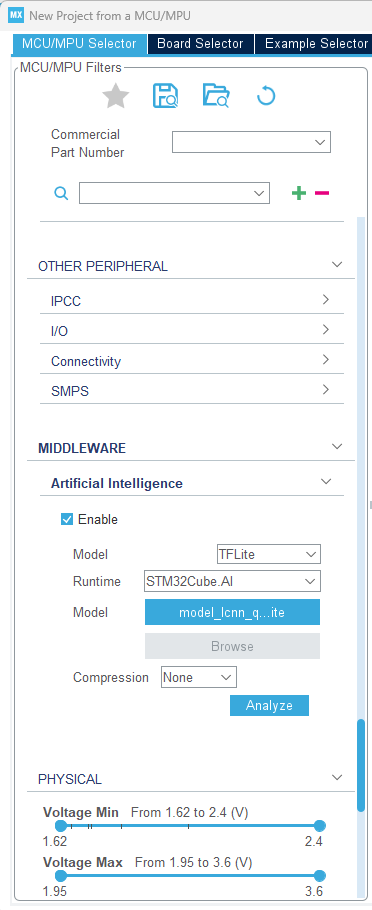 MX New Project from a MCU/MPU
MCU/MPU Selector Board Selector Example Selector
MCU/MPU Filters
Commercial
Part Number
OTHER PERIPHERAL
IPCC
I/O
Connectivity
SMPS
MIDDLEWARE
Artificial Intelligence
Enable
Model TFLite
Runtime STM32Cube.AI
Model model_lcnn_q...ite
Browse
Compression None
Analyze
PHYSICAL
Voltage Min From 1.62 to 2.4 (V)
1.62 2.4
Voltage Max From 1.95 to 3.6 (V)
1.95 3.6